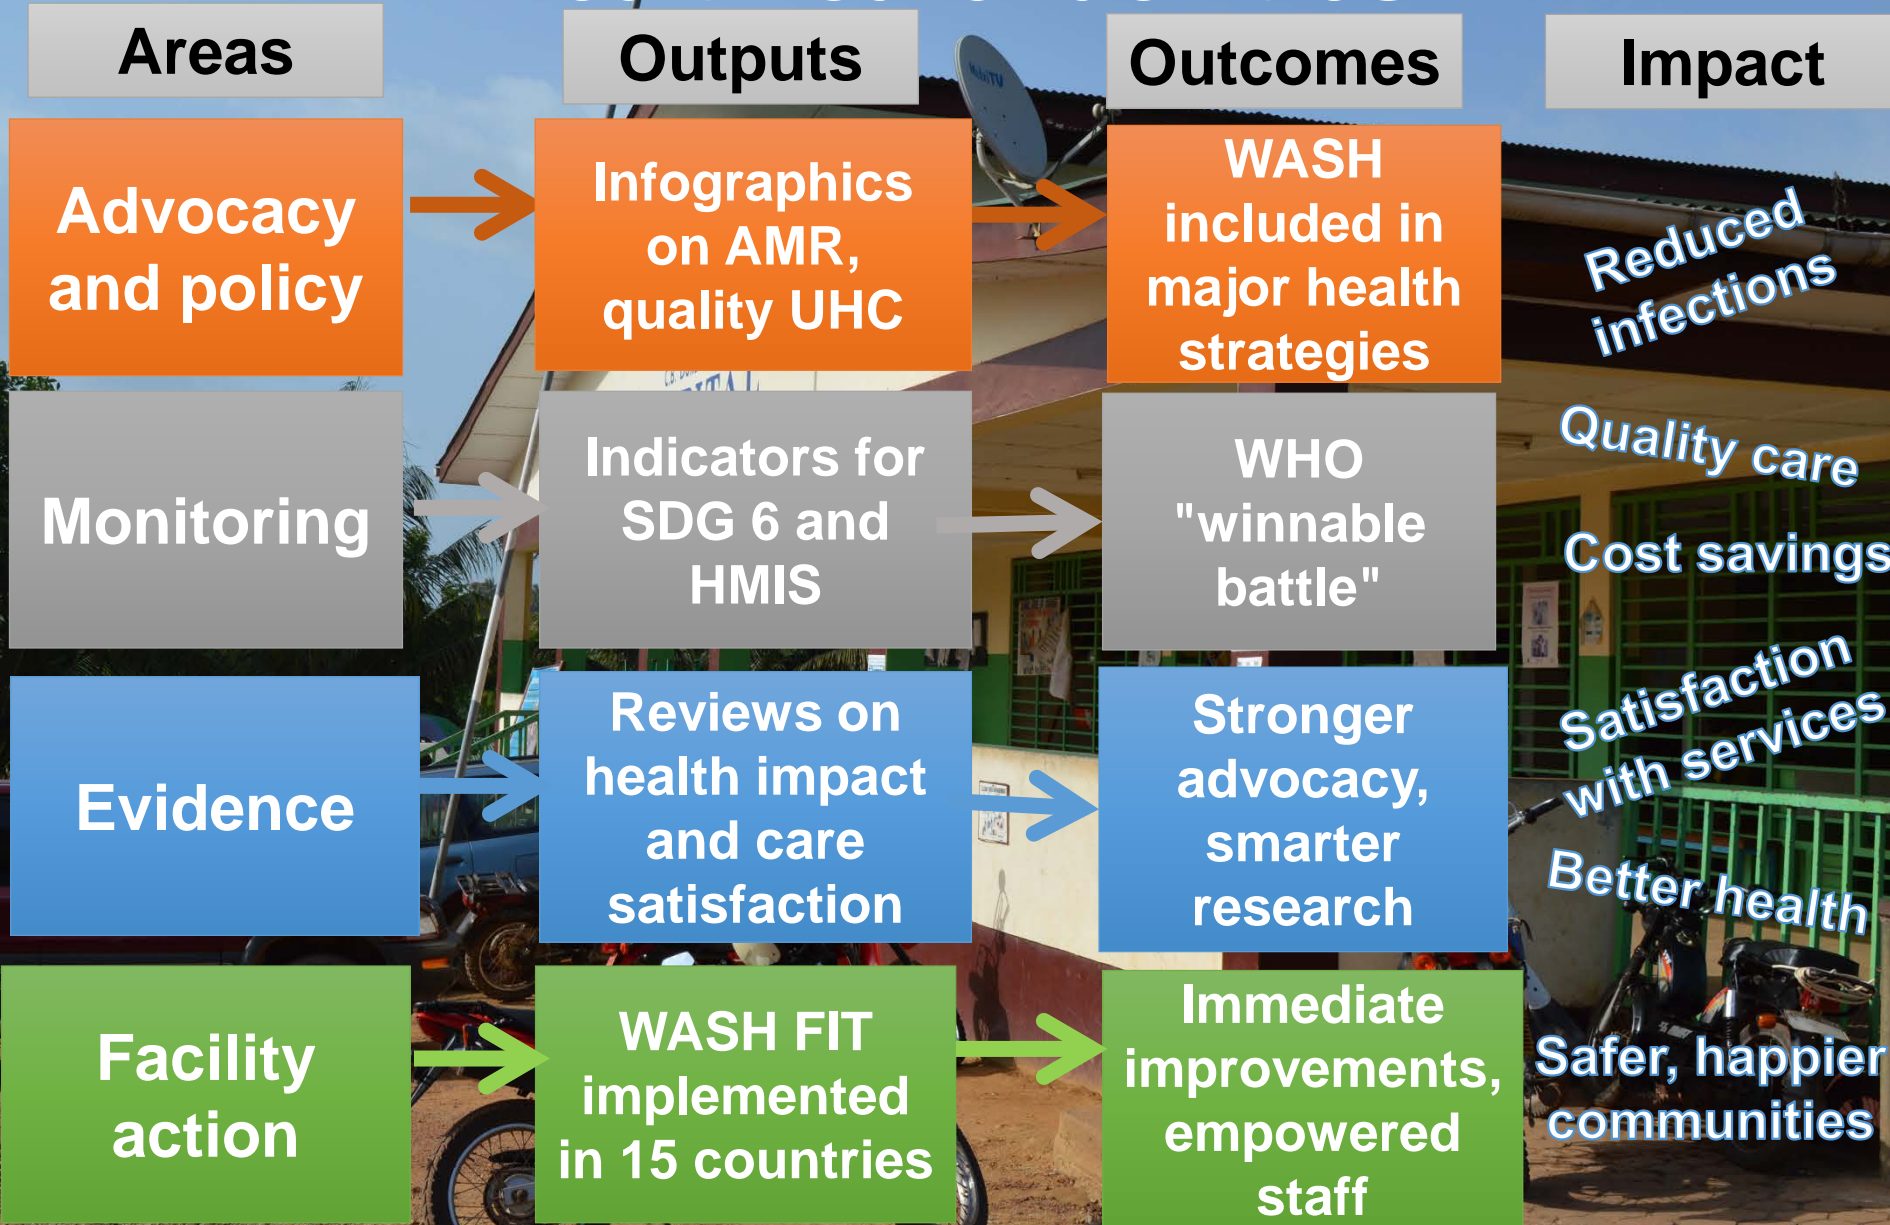 Areas
Outputs
Outcomes
Impact
Advocacy
and policy
Infographics
on AMR,
quality UHC
WASH
included in
major health
strategies
Monitoring
Indicators for
SDG 6 and
HMIS
WHO
"winnable
battle"
Evidence
Reviews on
health impact
and care
satisfaction
Stronger
advocacy,
smarter
research
Facility
action
WASH FIT
implemented
in 15 countries
Immediate
improvements,
empowered
staff
Reduced
infections
Quality care
Cost savings
Satisfaction
with services
Better health
Safer, happier
communities